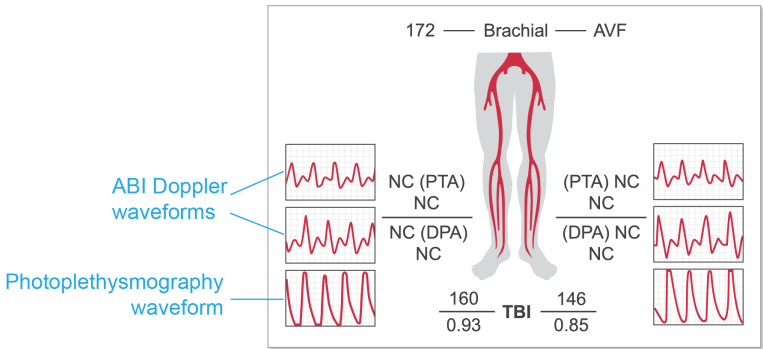 172 — Brachial — AVF
ABI Doppler
waveforms
NC (PTA)
NC
(PTA) NC
NC
NC (DPA)
NC
(DPA) NC
NC
Photoplethysmography
waveform
160 TBI 146
0.93 0.85